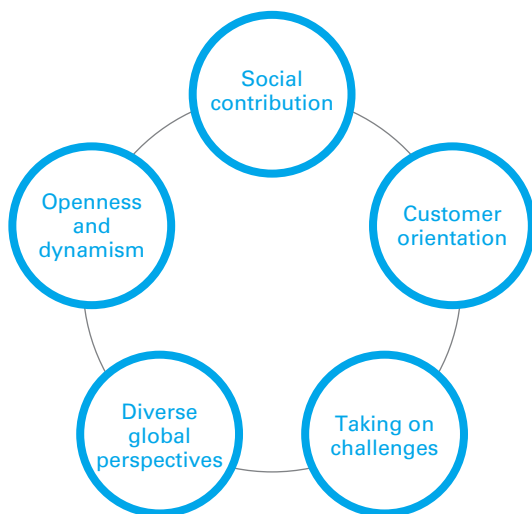 Social
contribution
Customer
orientation
Taking on
challenges
Diverse
global
perspectives
Openness
and
dynamism